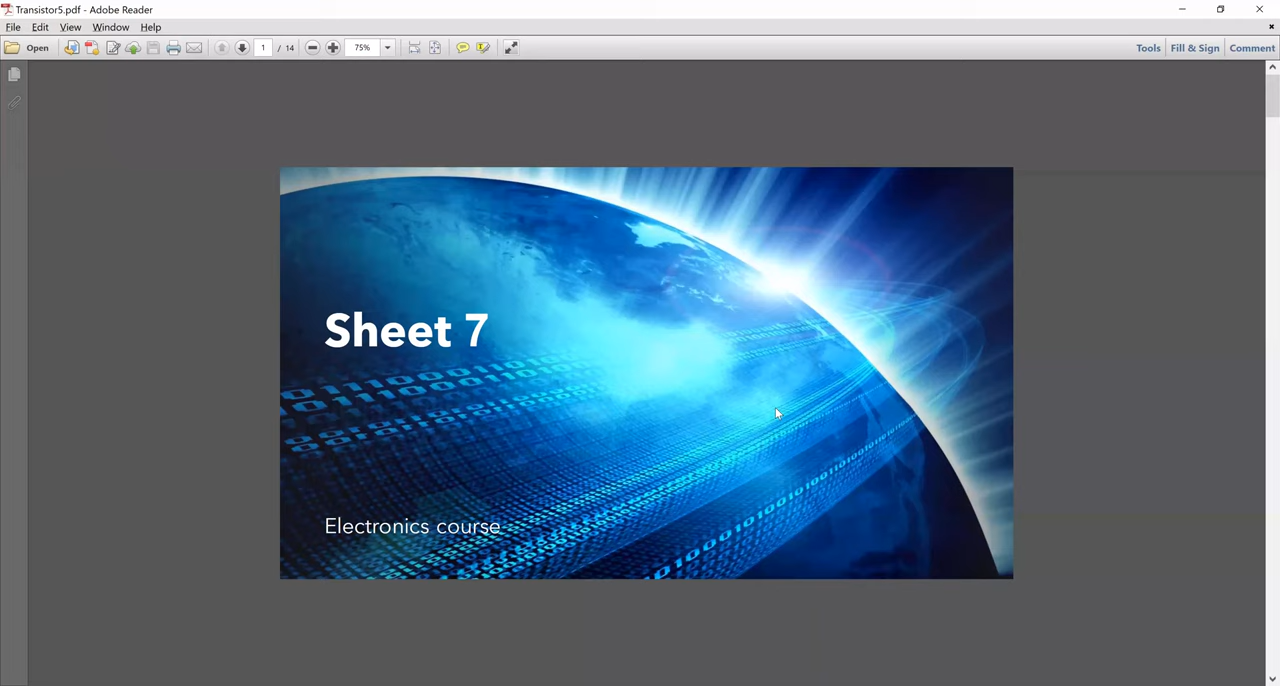 Transistor5.pdf - Adobe Reader
File Edit View Window Help
Open 1 / 14 75% Tools Fill & Sign Comment
Sheet 7
Electronics course